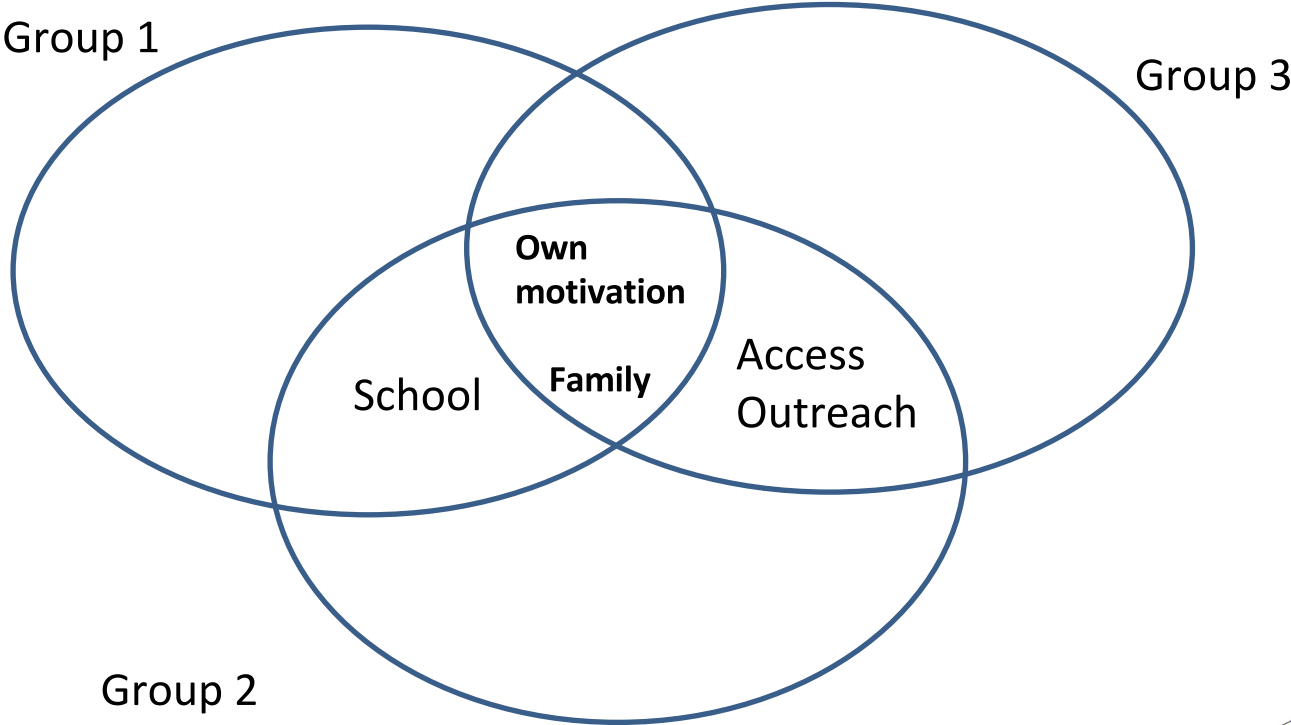 Group 1
Group 3
Own
motivation
Family
School
Access
Outreach
Group 2